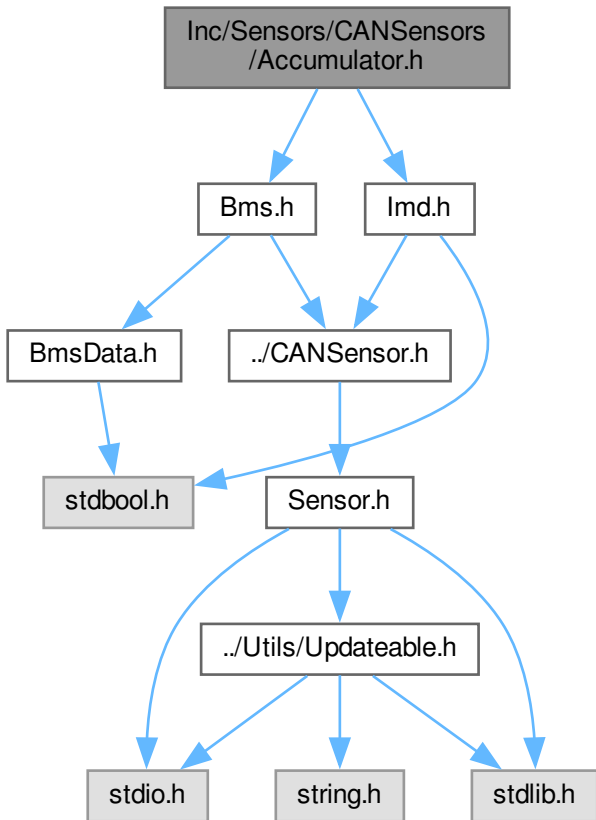 Inc/Sensors/CANSensors
/Accumulator.h
Bms.h
Imd.h
BmsData.h
../CANSensor.h
stdbool.h
Sensor.h
../Utils/Updateable.h
stdio.h
string.h
stdlib.h